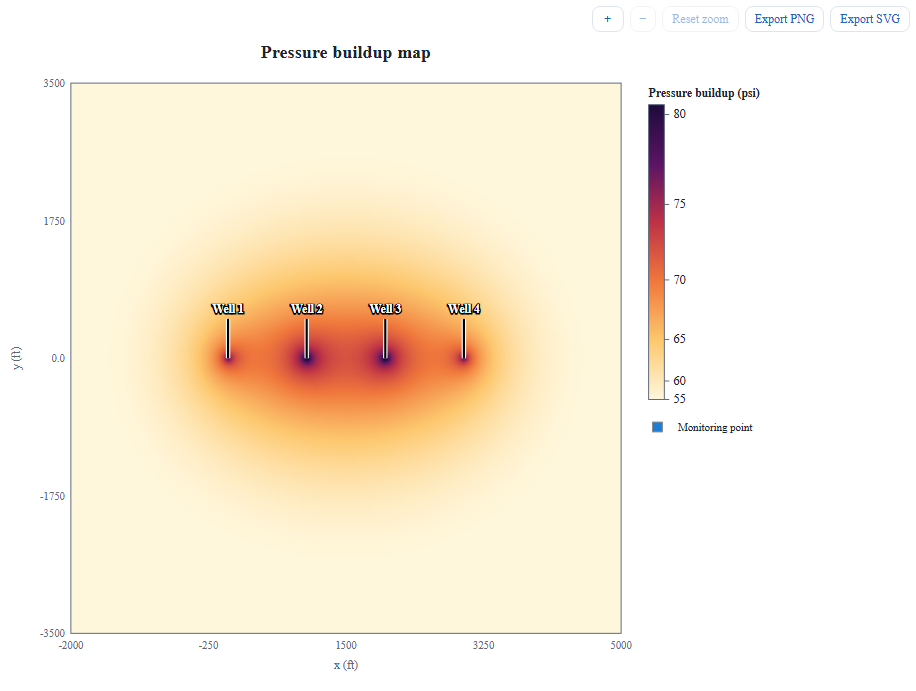 + − Reset zoom Export PNG Export SVG
Pressure buildup map
Pressure buildup (psi)
80
75
70
65
60
55
Monitoring point
3500
1750
0.0
-1750
-3500
y (ft)
Well 1 Well 2 Well 3 Well 4
-2000 -250 1500 3250 5000
x (ft)